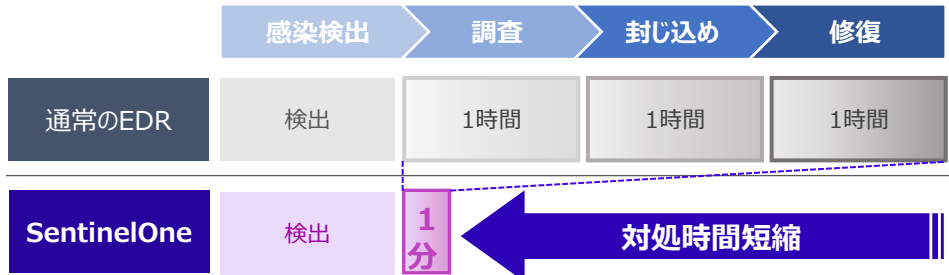 感染検出 調査 封じ込め 修復
通常のEDR 検出 1時間 1時間 1時間
SentinelOne 検出 1分 対処時間短縮